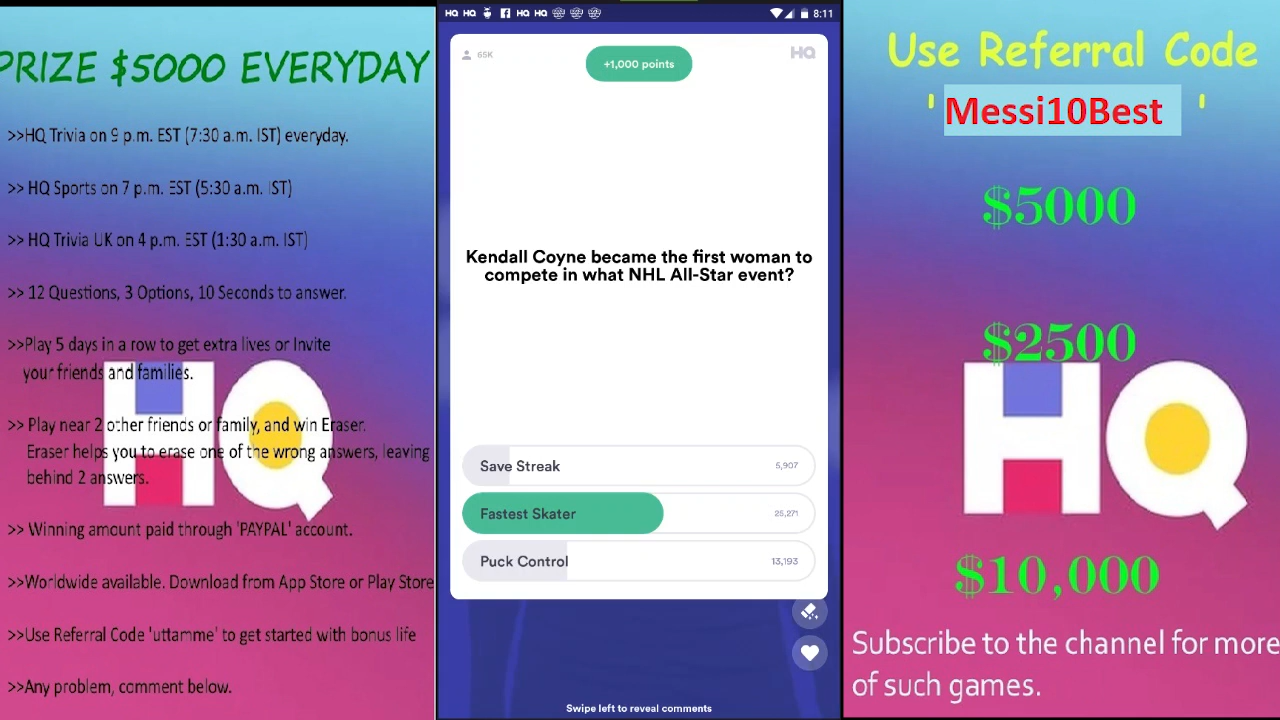 PRIZE $5000 EVERYDAY
>>HQ Trivia on 9 p.m. EST (7:30 a.m. IST) everyday.
>> HQ Sports on 7 p.m. EST (5:30 a.m. IST)
>> HQ Trivia UK on 4 p.m. EST (1:30 a.m. IST)
>> 12 Questions, 3 Options, 10 Seconds to answer.
>>Play 5 days in a row to get extra lives or Invite
your friends and families.
>> Play near 2 other friends or family, and win Eraser.
Eraser helps you to erase one of the wrong answers, leaving
behind 2 answers.
>> Winning amount paid through 'PAYPAL' account.
>>Worldwide available. Download from App Store or Play Store
>>Use Referral Code 'uttamme' to get started with bonus life
>>Any problem, comment below.
HQ
HQ HQ HQ HQ 8:11
65K
+1,000 points
HQ
Kendall Coyne became the first woman to
compete in what NHL All-Star event?
Save Streak 5,907
Fastest Skater 25,271
Puck Control 13,193
Swipe left to reveal comments
Use Referral Code
' Messi10Best '
$5000
$2500
HQ
$10,000
Subscribe to the channel for more
of such games.